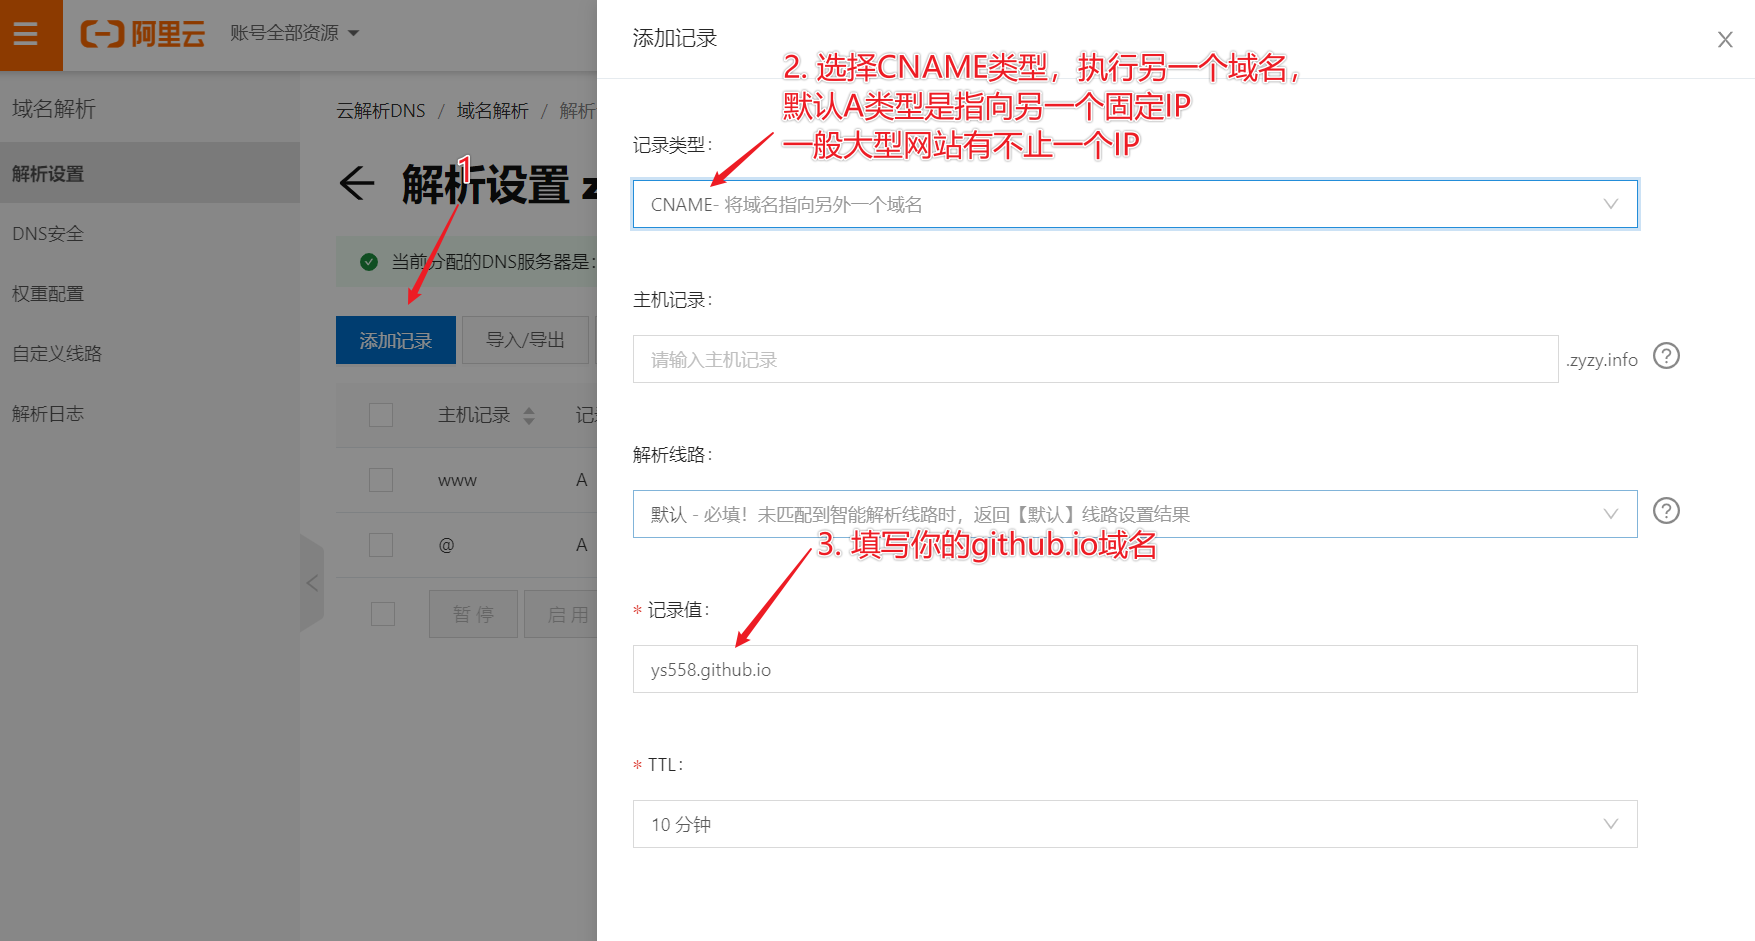 阿里云
账号全部资源
域名解析
解析设置
DNS安全
权重配置
自定义线路
解析日志
云解析DNS / 域名解析 / 解析
解析设置
1
当前分配的DNS服务器是:
添加记录
导入/导出
主机记录
www
A
@
A
暂 停
启 用
添加记录
2. 选择CNAME类型，执行另一个域名，
默认A类型是指向另一个固定IP
一般大型网站有不止一个IP
记录类型:
CNAME- 将域名指向另外一个域名
主机记录:
请输入主机记录
.zyzy.info
?
解析线路:
默认 - 必填！未匹配到智能解析线路时，返回【默认】线路设置结果
?
3. 填写你的github.io域名
* 记录值:
ys558.github.io
* TTL:
10 分钟